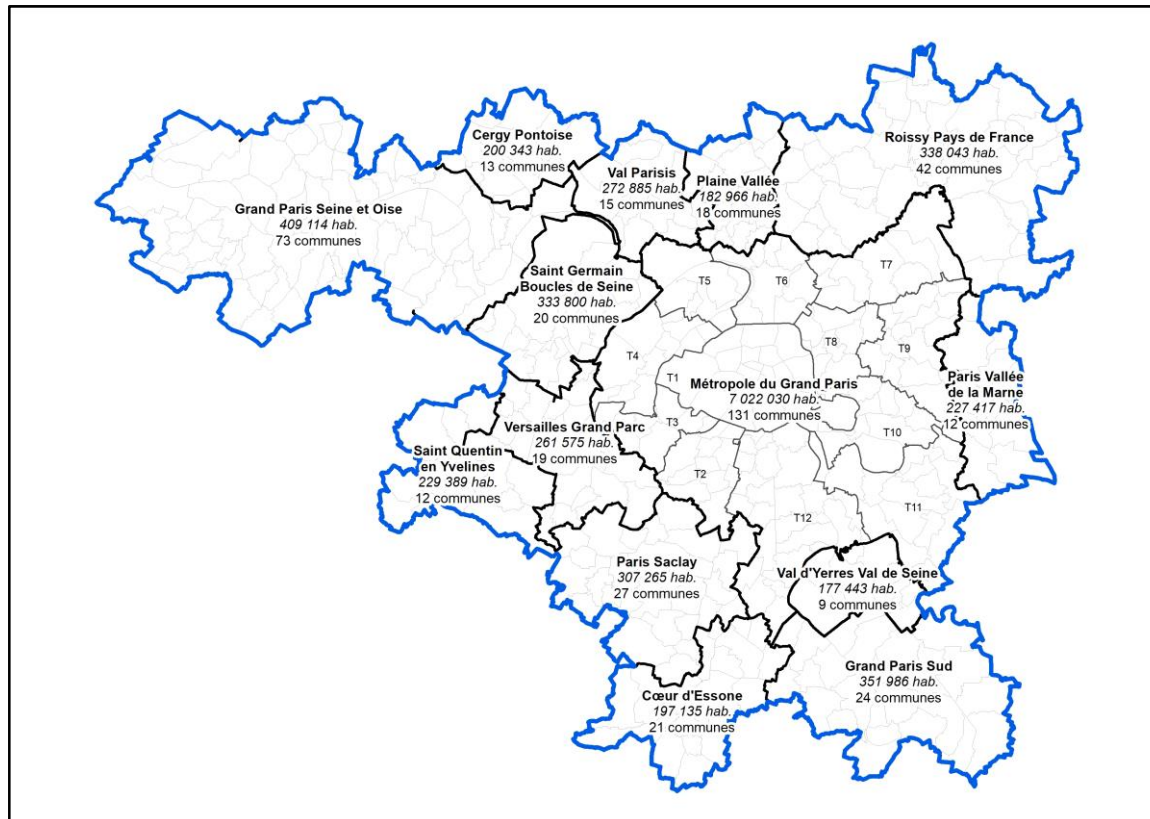 Cergy Pontoise
200 343 hab.
13 communes
Roissy Pays de France
338 043 hab.
42 communes
Val Parisis
272 885 hab.
15 communes
Plaine Vallée
182 966 hab.
18 communes
Grand Paris Seine et Oise
409 114 hab.
73 communes
Saint Germain
Boucles de Seine
333 800 hab.
20 communes
T5
T6
T7
T4
T8
T9
T1
Métropole du Grand Paris
7 022 030 hab.
131 communes
Paris Vallée
de la Marne
227 417 hab.
12 communes
T3
T10
Versailles Grand Parc
261 575 hab.
19 communes
Saint Quentin
en Yvelines
229 389 hab.
12 communes
T2
T12
T11
Paris Saclay
307 265 hab.
27 communes
Val d'Yerres Val de Seine
177 443 hab.
9 communes
Grand Paris Sud
351 986 hab.
24 communes
Cœur d'Essone
197 135 hab.
21 communes